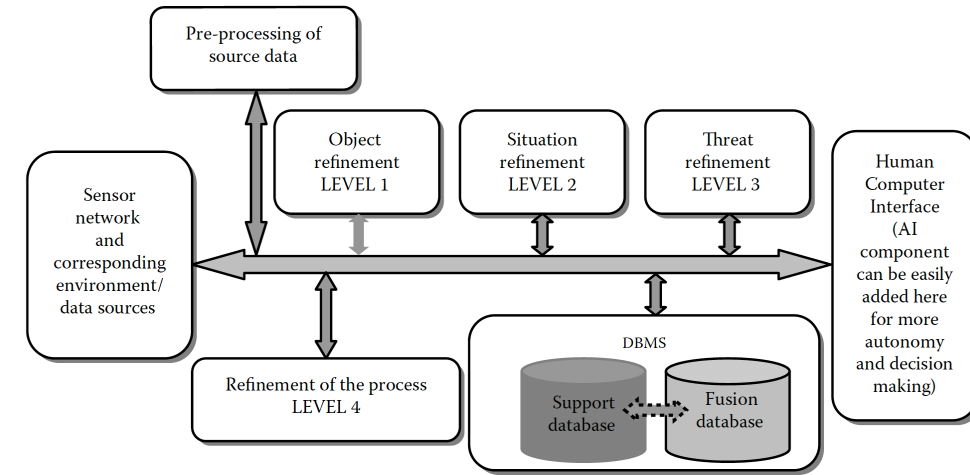 Pre-processing of
source data
Object
refinement
LEVEL 1
Situation
refinement
LEVEL 2
Threat
refinement
LEVEL 3
Sensor
network
and
corresponding
environment/
data sources
Human
Computer
Interface
(AI
component
can be easily
added here
for more
autonomy
and decision
making)
Refinement of the process
LEVEL 4
DBMS
Support
database
Fusion
database